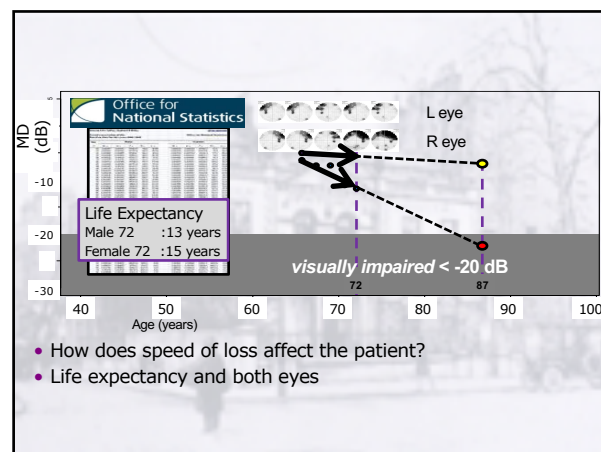 Office for
National Statistics
L eye
R eye
MD
(dB)
5
-10
-20
-30
Life Expectancy
Male 72 :13 years
Female 72 :15 years
visually impaired < -20 dB
72
87
40
50
60
70
80
90
100
Age (years)
• How does speed of loss affect the patient?
• Life expectancy and both eyes